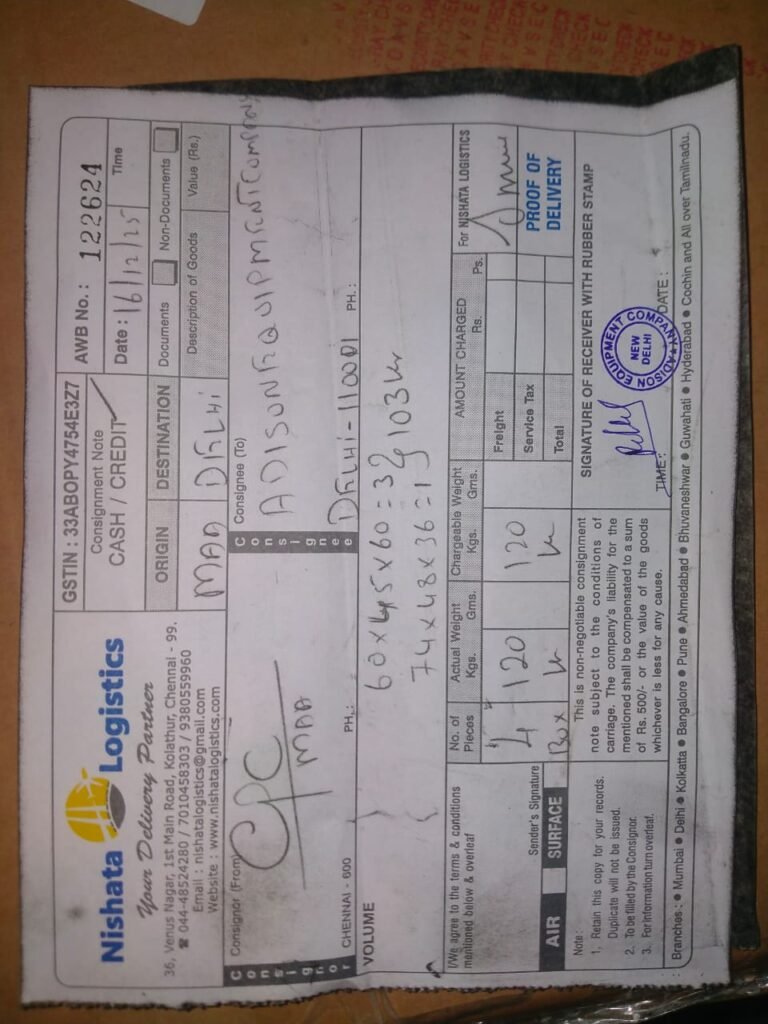 Nishata Logistics
Your Delivery Partner
36, Venus Nagar, 1st Main Road, Kolathur, Chennai - 99.
☎ 044-48524280 / 7010458303 / 9380559960
Email : nishatalogistics@gmail.com
Website : www.nishatalogistics.com
GSTIN : 33ABOPY4754E3Z7
Consignment Note
CASH / CREDIT
AWB No.: 122624
Date : 16/12/25
Time
ORIGIN
DESTINATION
MAA
DELHI
Documents
Non-Documents
Description of Goods
Value (Rs.)
Consignor
Consignor (From)
CPC
MAA
CHENNAI - 600
PH.:
Consignee
Consignee (To)
ADISON EQUIPMENT COMPANY
DELHI-110001
PH.:
VOLUME
60x45x60=3
74x48x36=1
103 k
I/We agree to the terms & conditions
mentioned below & overleaf
Sender's Signature
AIR
SURFACE
No. of
Pieces
Actual Weight
Kgs. Gms.
Chargeable Weight
Kgs. Gms.
AMOUNT CHARGED
Rs. Ps.
4
Box
120
120
Freight
Service Tax
Total
For NISHATA LOGISTICS
PROOF OF
DELIVERY
Note :
1. Retain this copy for your records.
Duplicate will not be issued.
2. To be filled by the Consignor.
3. For Information turn overleaf.
This is non-negotiable consignment
note subject to the conditions of
carriage. The company's liability for the
mentioned shall be compensated to a sum
of Rs. 500/- or the value of the goods
whichever is less for any cause.
SIGNATURE OF RECEIVER WITH RUBBER STAMP
ADISON EQUIPMENT COMPANY
NEW
DELHI
TIME:
DATE :
Branches : ● Mumbai ● Delhi ● Kolkatta ● Bangalore ● Pune ● Ahmedabad ● Bhuvaneshwar ● Guwahati ● Hyderabad ● Cochin and All over Tamilnadu.